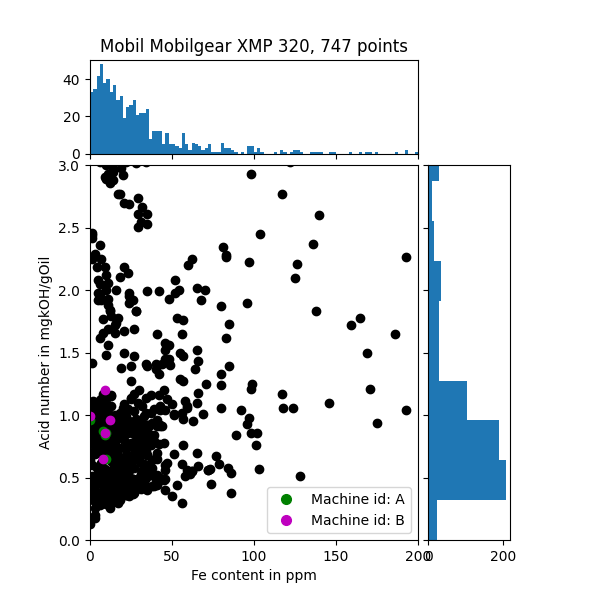 Mobil Mobilgear XMP 320, 747 points
40
20
0
3.0
2.5
2.0
1.5
1.0
0.5
0.0
Acid number in mgkOH/gOil
Machine id: A
Machine id: B
0 50 100 150 200 0 200
Fe content in ppm